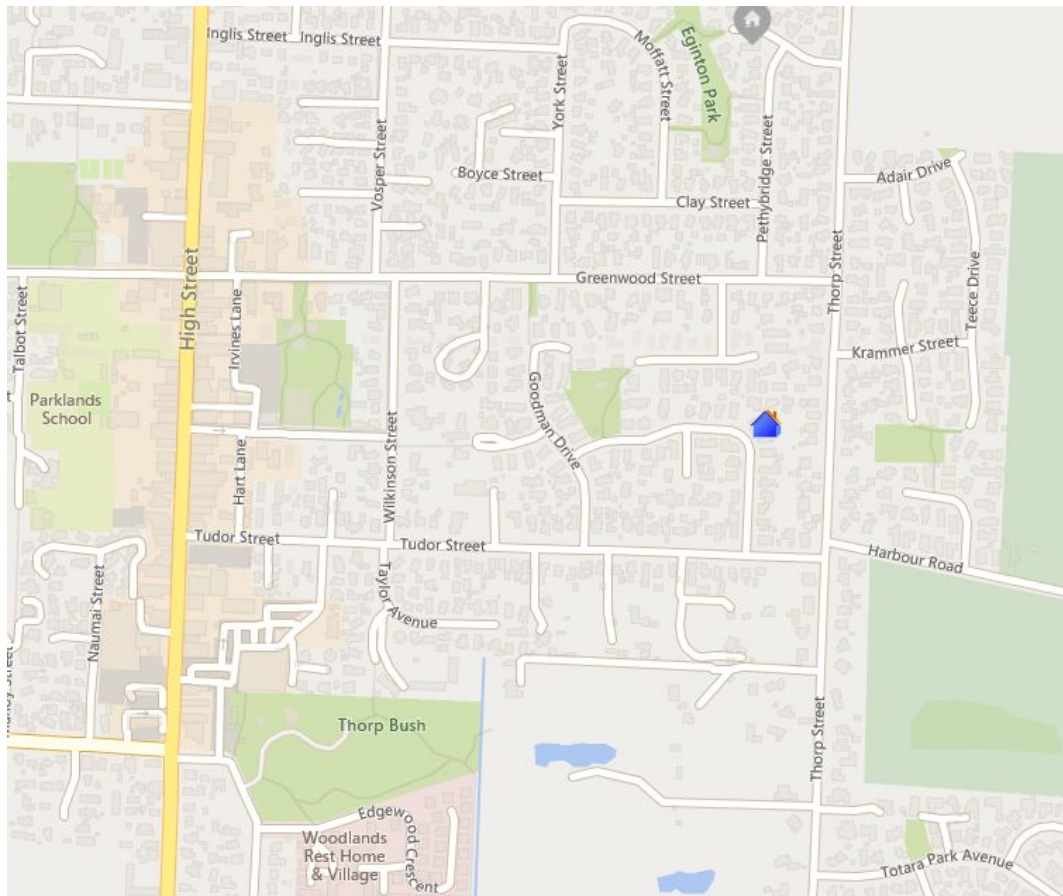 Inglis Street
Inglis Street
York Street
Moffatt Street
Eginton Park
Vosper Street
Boyce Street
Pethybridge Street
Clay Street
Adair Drive
Thorp Street
High Street
Greenwood Street
Teece Drive
Talbot Street
Irvines Lane
Krammer Street
Parklands
School
Goodman Drive
Wilkinson Street
Hart Lane
Tudor Street
Tudor Street
Harbour Road
Naumai Street
Taylor Avenue
Street
Thorp Bush
Thorp Street
Edgewood Crescent
Woodlands
Rest Home
& Village
Totara Park Avenue